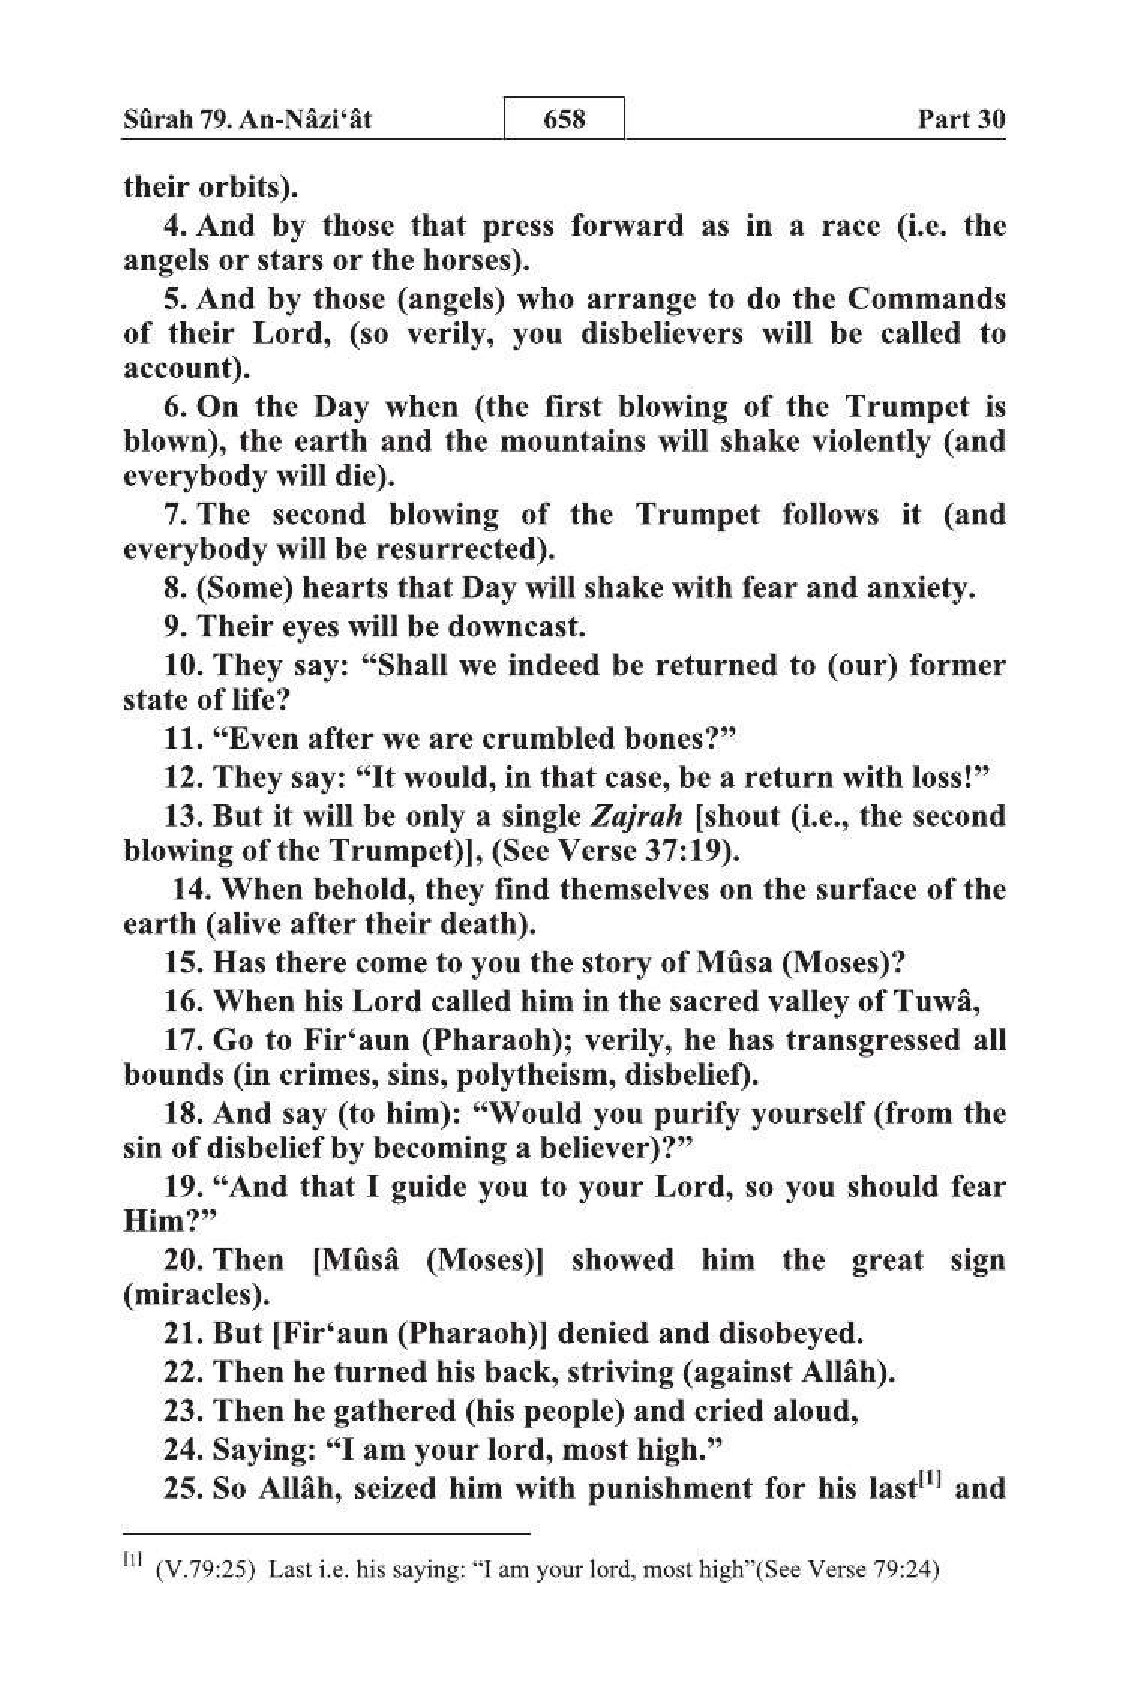 Sûrah 79. An-Nâzi‘ât 658 Part 30
their orbits).
4. And by those that press forward as in a race (i.e. the
angels or stars or the horses).
5. And by those (angels) who arrange to do the Commands
of their Lord, (so verily, you disbelievers will be called to
account).
6. On the Day when (the first blowing of the Trumpet is
blown), the earth and the mountains will shake violently (and
everybody will die).
7. The second blowing of the Trumpet follows it (and
everybody will be resurrected).
8. (Some) hearts that Day will shake with fear and anxiety.
9. Their eyes will be downcast.
10. They say: “Shall we indeed be returned to (our) former
state of life?
11. “Even after we are crumbled bones?”
12. They say: “It would, in that case, be a return with loss!”
13. But it will be only a single Zajrah [shout (i.e., the second
blowing of the Trumpet)], (See Verse 37:19).
14. When behold, they find themselves on the surface of the
earth (alive after their death).
15. Has there come to you the story of Mûsa (Moses)?
16. When his Lord called him in the sacred valley of Tuwâ,
17. Go to Fir‘aun (Pharaoh); verily, he has transgressed all
bounds (in crimes, sins, polytheism, disbelief).
18. And say (to him): “Would you purify yourself (from the
sin of disbelief by becoming a believer)?”
19. “And that I guide you to your Lord, so you should fear
Him?”
20. Then [Mûsâ (Moses)] showed him the great sign
(miracles).
21. But [Fir‘aun (Pharaoh)] denied and disobeyed.
22. Then he turned his back, striving (against Allâh).
23. Then he gathered (his people) and cried aloud,
24. Saying: “I am your lord, most high.”
25. So Allâh, seized him with punishment for his last[1] and
[1] (V.79:25) Last i.e. his saying: “I am your lord, most high”(See Verse 79:24)